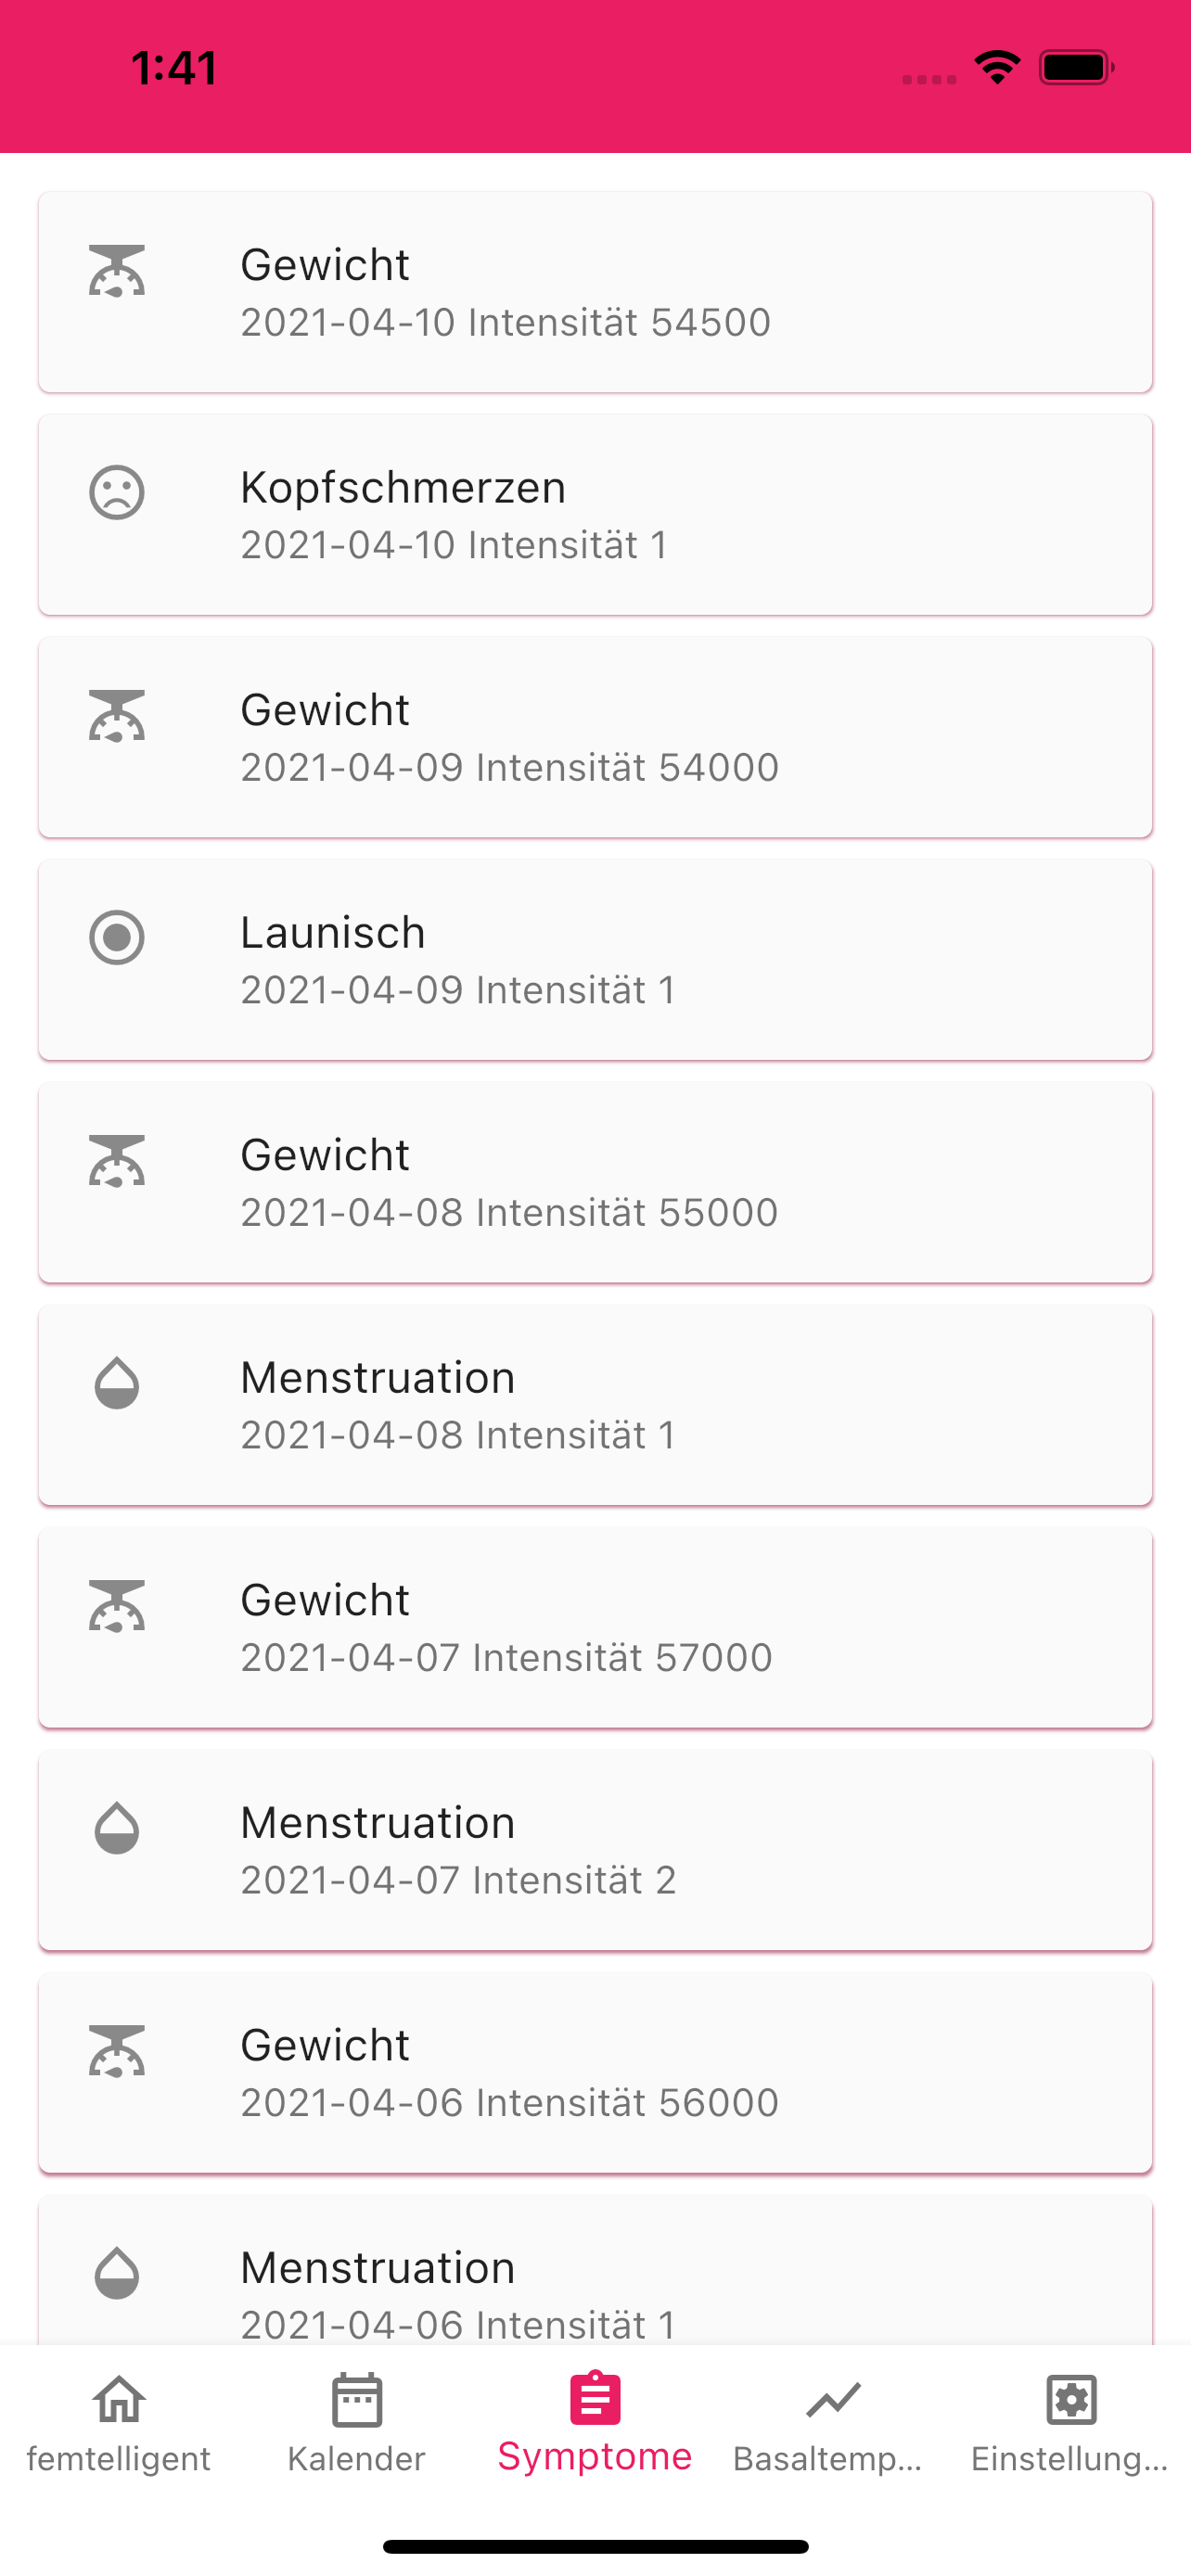 1:41
Gewicht
2021-04-10 Intensität 54500
Kopfschmerzen
2021-04-10 Intensität 1
Gewicht
2021-04-09 Intensität 54000
Launisch
2021-04-09 Intensität 1
Gewicht
2021-04-08 Intensität 55000
Menstruation
2021-04-08 Intensität 1
Gewicht
2021-04-07 Intensität 57000
Menstruation
2021-04-07 Intensität 2
Gewicht
2021-04-06 Intensität 56000
Menstruation
2021-04-06 Intensität 1
femtelligent Kalender Symptome Basaltemp... Einstellung...